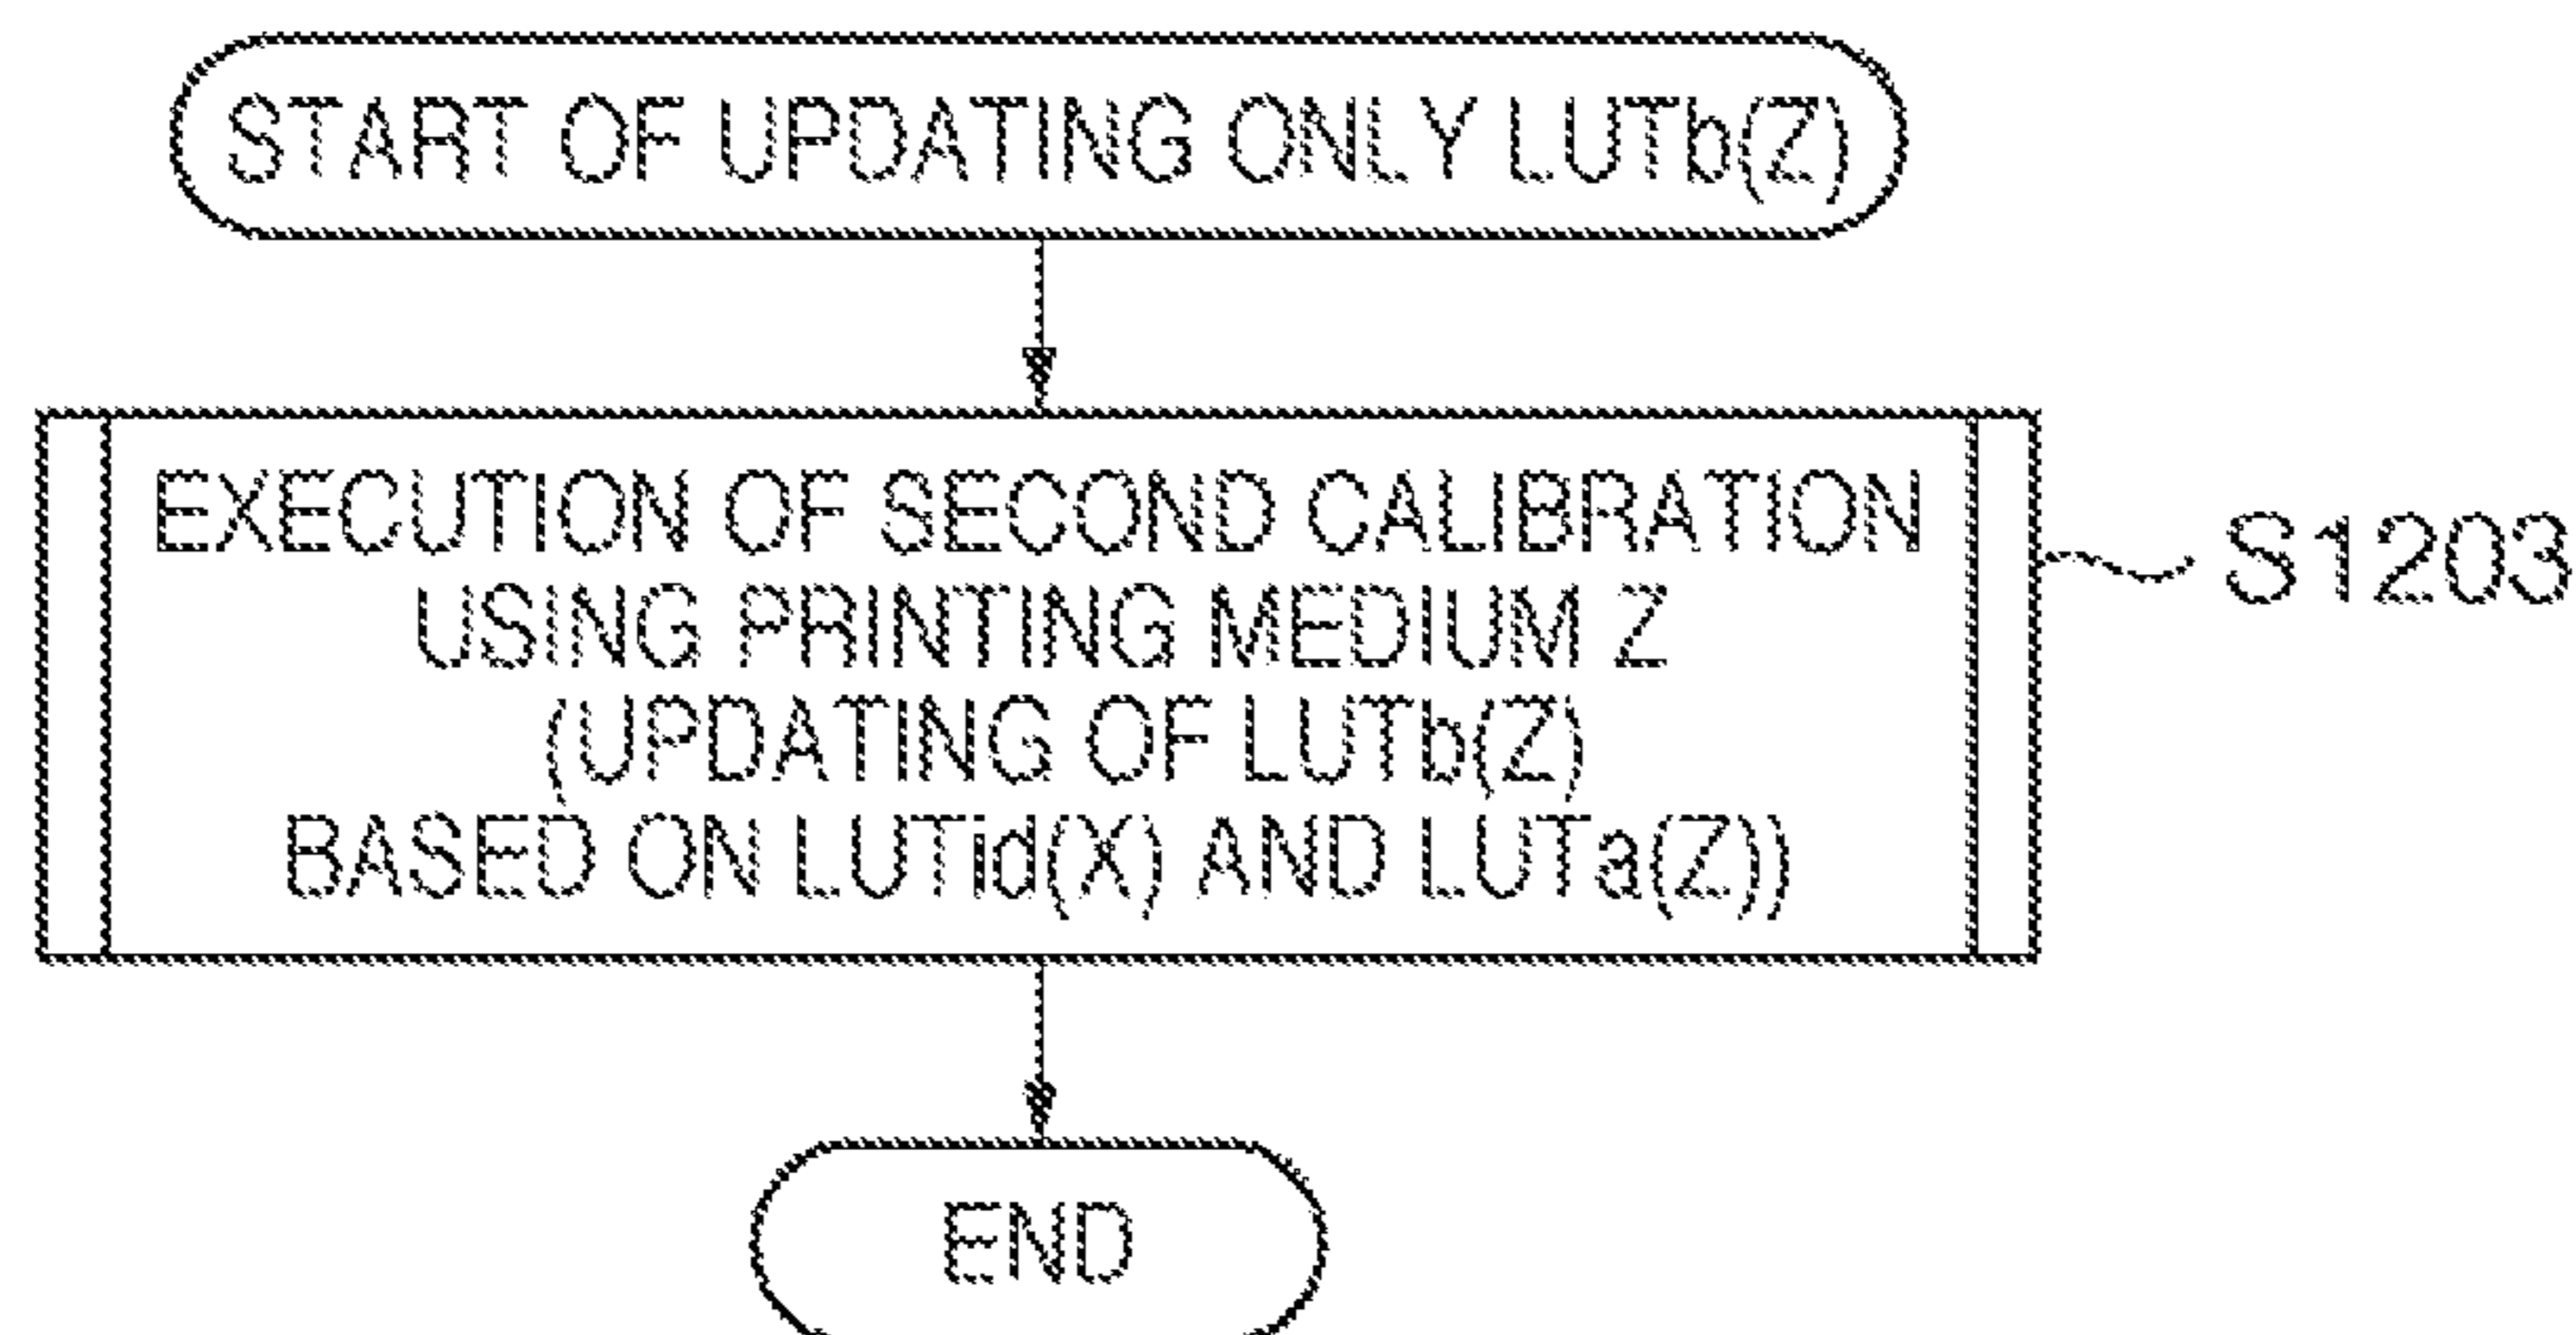 START OF UPDATING ONLY LUTb(Z)
EXECUTION OF SECOND CALIBRATION
USING PRINTING MEDIUM Z
(UPDATING OF LUTb(Z)
BASED ON LUTid(X) AND LUTa(Z))
S1203
END